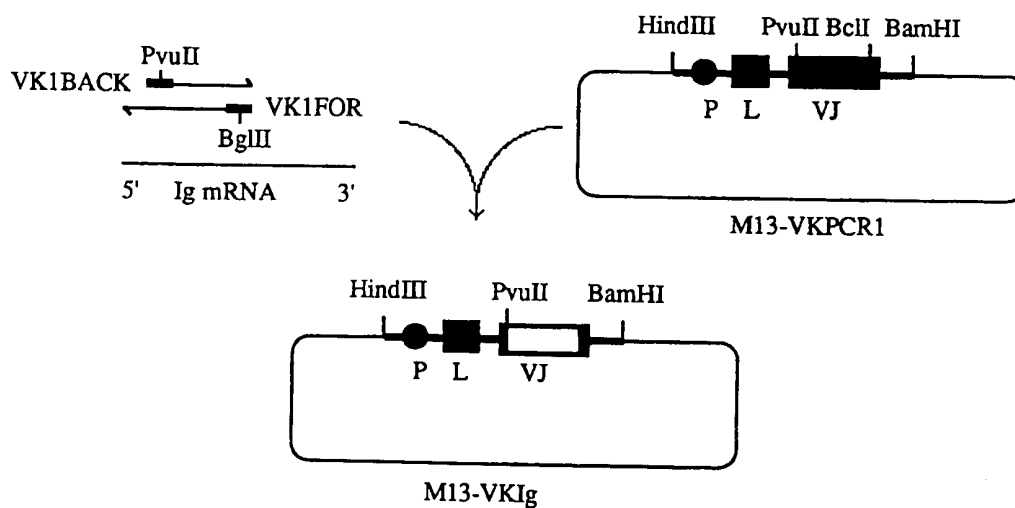 PvuII
VK1BACK
VK1FOR
BglII
5' Ig mRNA 3'
HindIII PvuII BclI BamHI
P L VJ
M13-VKPCR1
HindIII PvuII BamHI
P L VJ
M13-VKIg